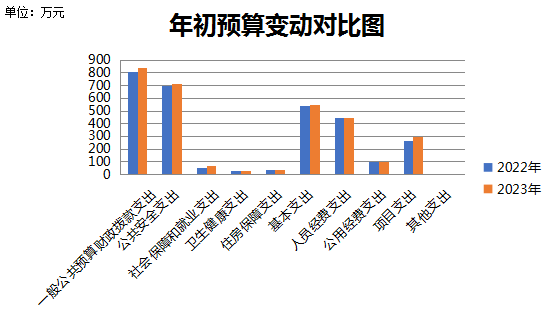 单位：万元
年初预算变动对比图
900
800
700
600
500
400
300
200
100
0
一般公共预算财政拨款支出
公共安全支出
社会保障和就业支出
卫生健康支出
住房保障支出
基本支出
人员经费支出
公用经费支出
项目支出
其他支出
2022年
2023年